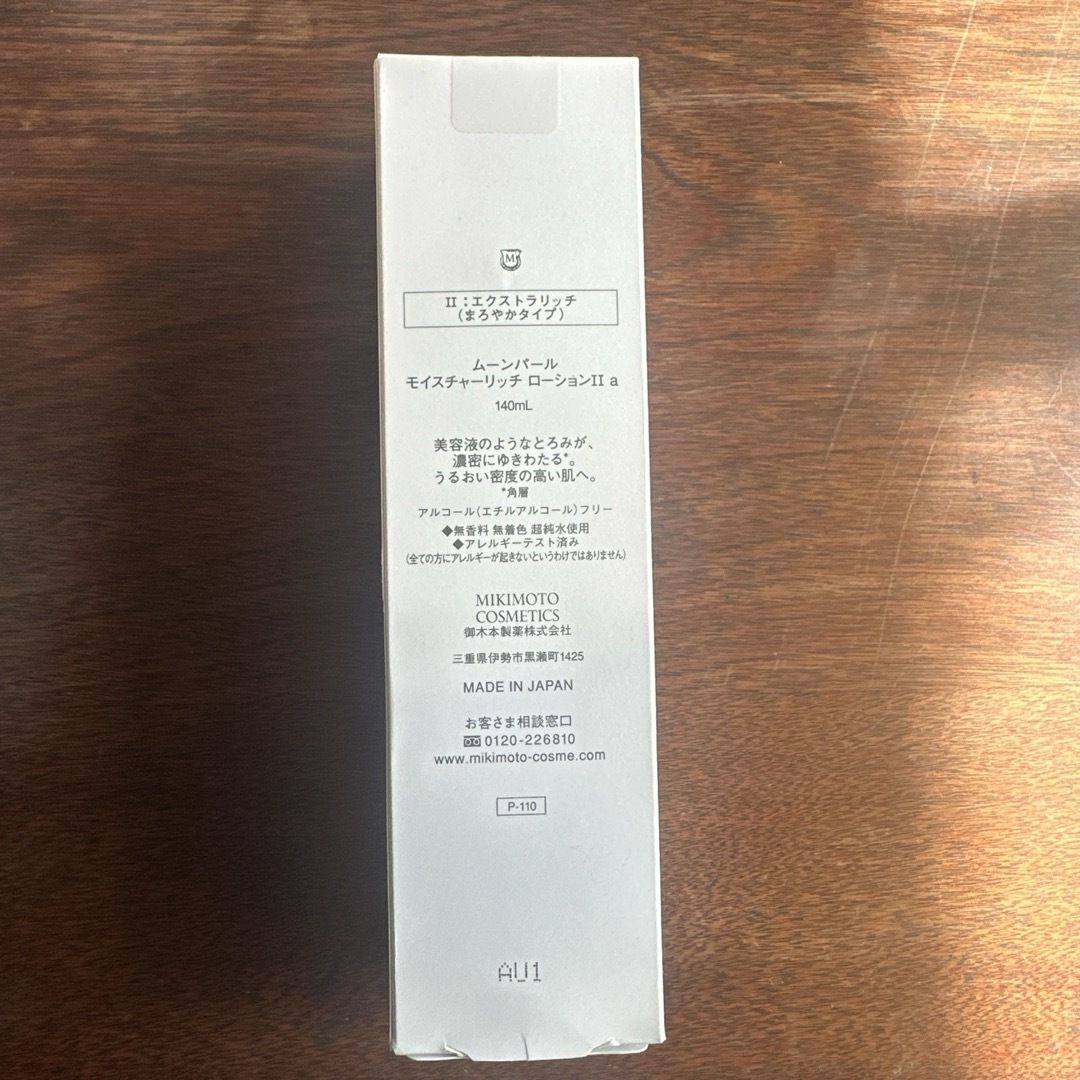 M
II：エクストラリッチ
（まろやかタイプ）
ムーンパール
モイスチャーリッチ ローションII a
140mL
美容液のようなとろみが、
濃密にゆきわたる*。
うるおい密度の高い肌へ。
*角層
アルコール（エチルアルコール）フリー
◆無香料 無着色 超純水使用
◆アレルギーテスト済み
（全ての方にアレルギーが起きないというわけではありません）
MIKIMOTO
COSMETICS
御木本製薬株式会社
三重県伊勢市黒瀬町1425
MADE IN JAPAN
お客さま相談窓口
0120-226810
www.mikimoto-cosme.com
P-110
AU1